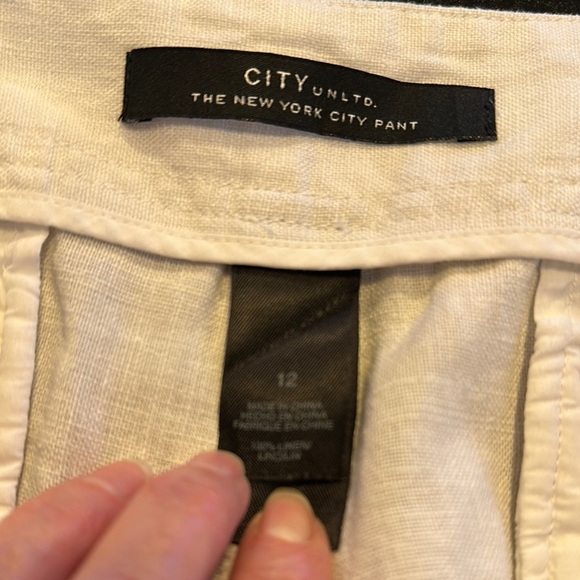 CITY UNLTD.
THE NEW YORK CITY PANT
12
MADE IN CHINA
HECHO EN CHINA
FABRIQUE EN CHINE
100% LINEN/
LINO/LIN